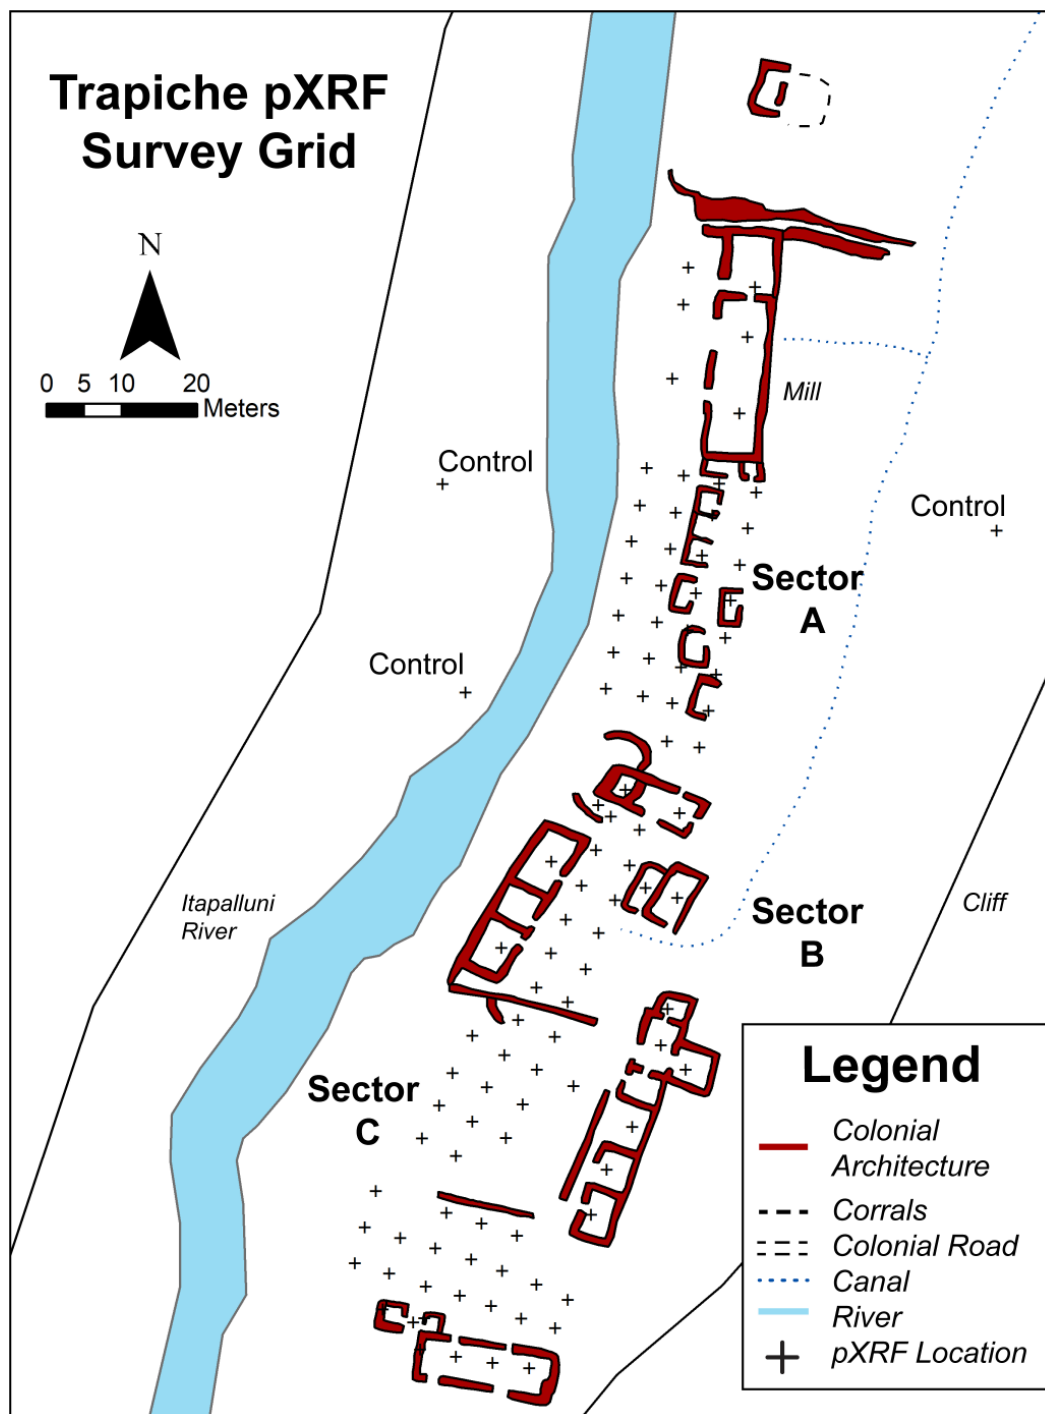 Trapiche pXRF
Survey Grid
N
0 5 10 20
Meters
Mill
Control
Control
Sector
A
Control
Itapalluni
River
Sector
B
Cliff
Sector
C
Legend
Colonial
Architecture
Corrals
Colonial Road
Canal
River
pXRF Location